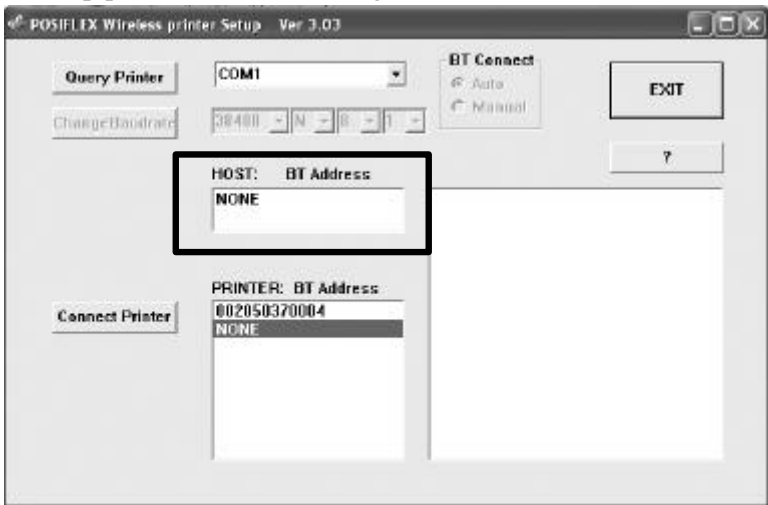 POSIFLEX Wireless printer Setup Ver 3.03
Query Printer
COM1
BT Connect
Auto
Manual
EXIT
ChangeBaudrate
38400 N 8 1
?
HOST: BT Address
NONE
PRINTER: BT Address
002050370004
NONE
Connect Printer